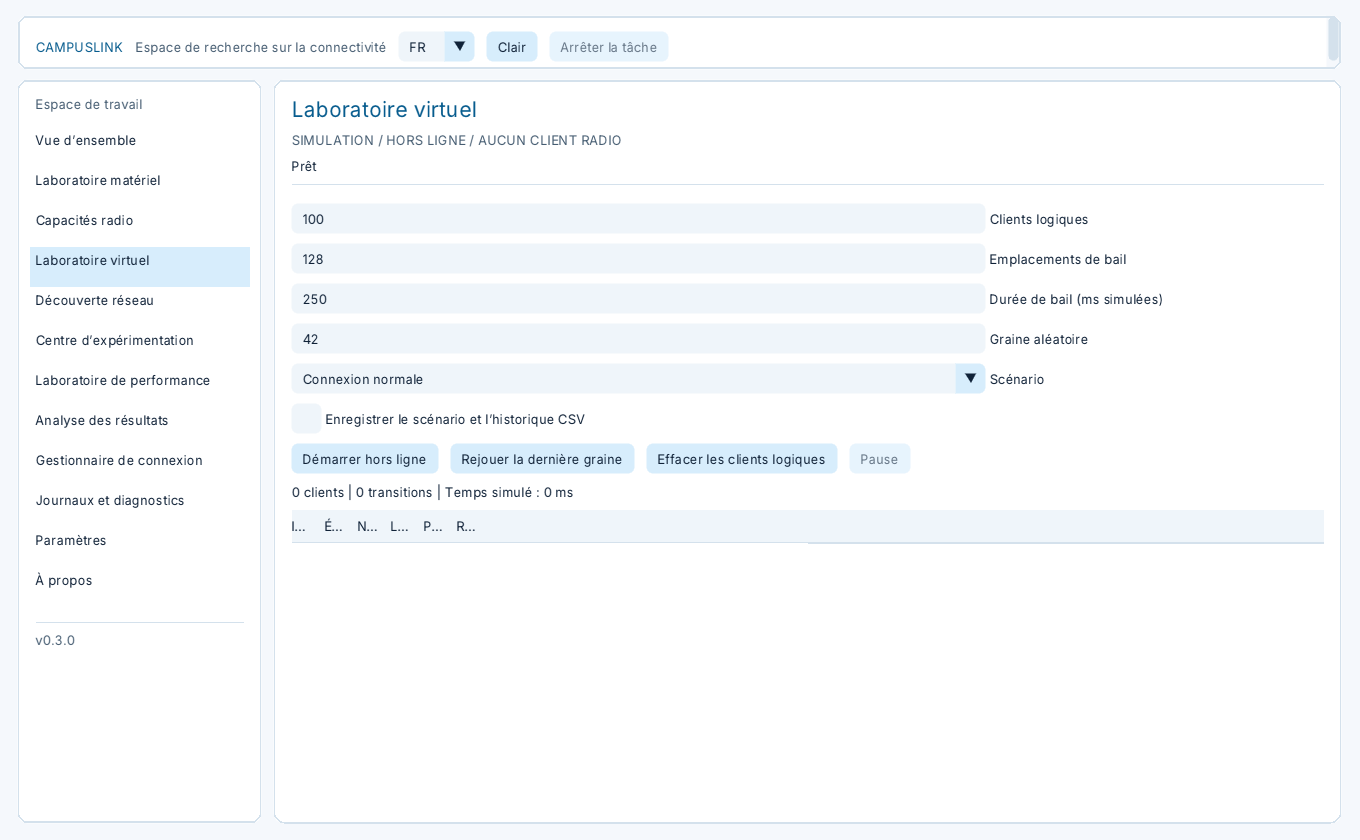 CAMPUSLINK Espace de recherche sur la connectivité FR Clair Arrêter la tâche
Espace de travail
Vue d’ensemble
Laboratoire matériel
Capacités radio
Laboratoire virtuel
Découverte réseau
Centre d’expérimentation
Laboratoire de performance
Analyse des résultats
Gestionnaire de connexion
Journaux et diagnostics
Paramètres
À propos
v0.3.0
Laboratoire virtuel
SIMULATION / HORS LIGNE / AUCUN CLIENT RADIO
Prêt
100 Clients logiques
128 Emplacements de bail
250 Durée de bail (ms simulées)
42 Graine aléatoire
Connexion normale Scénario
Enregistrer le scénario et l’historique CSV
Démarrer hors ligne Rejouer la dernière graine Effacer les clients logiques Pause
0 clients | 0 transitions | Temps simulé : 0 ms
I... É... N... L... P... R...